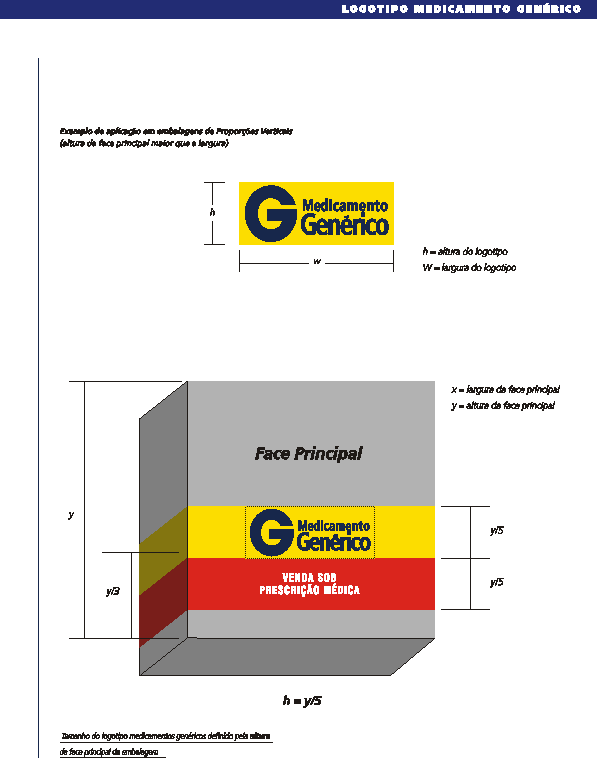 LOGOTIPO MEDICAMENTO GENÉRICO
Exemplo de aplicação em embalagens de Proporções Verticais
(altura da face principal maior que a largura)
h
G Medicamento
Genérico
w
h = altura do logotipo
W = largura do logotipo
x = largura da face principal
y = altura da face principal
Face Principal
y
G Medicamento
Genérico
y/5
VENDA SOB
PRESCRIÇÃO MÉDICA
y/5
y/3
h = y/5
Tamanho do logotipo medicamentos genéricos definido pela altura
da face principal da embalagem